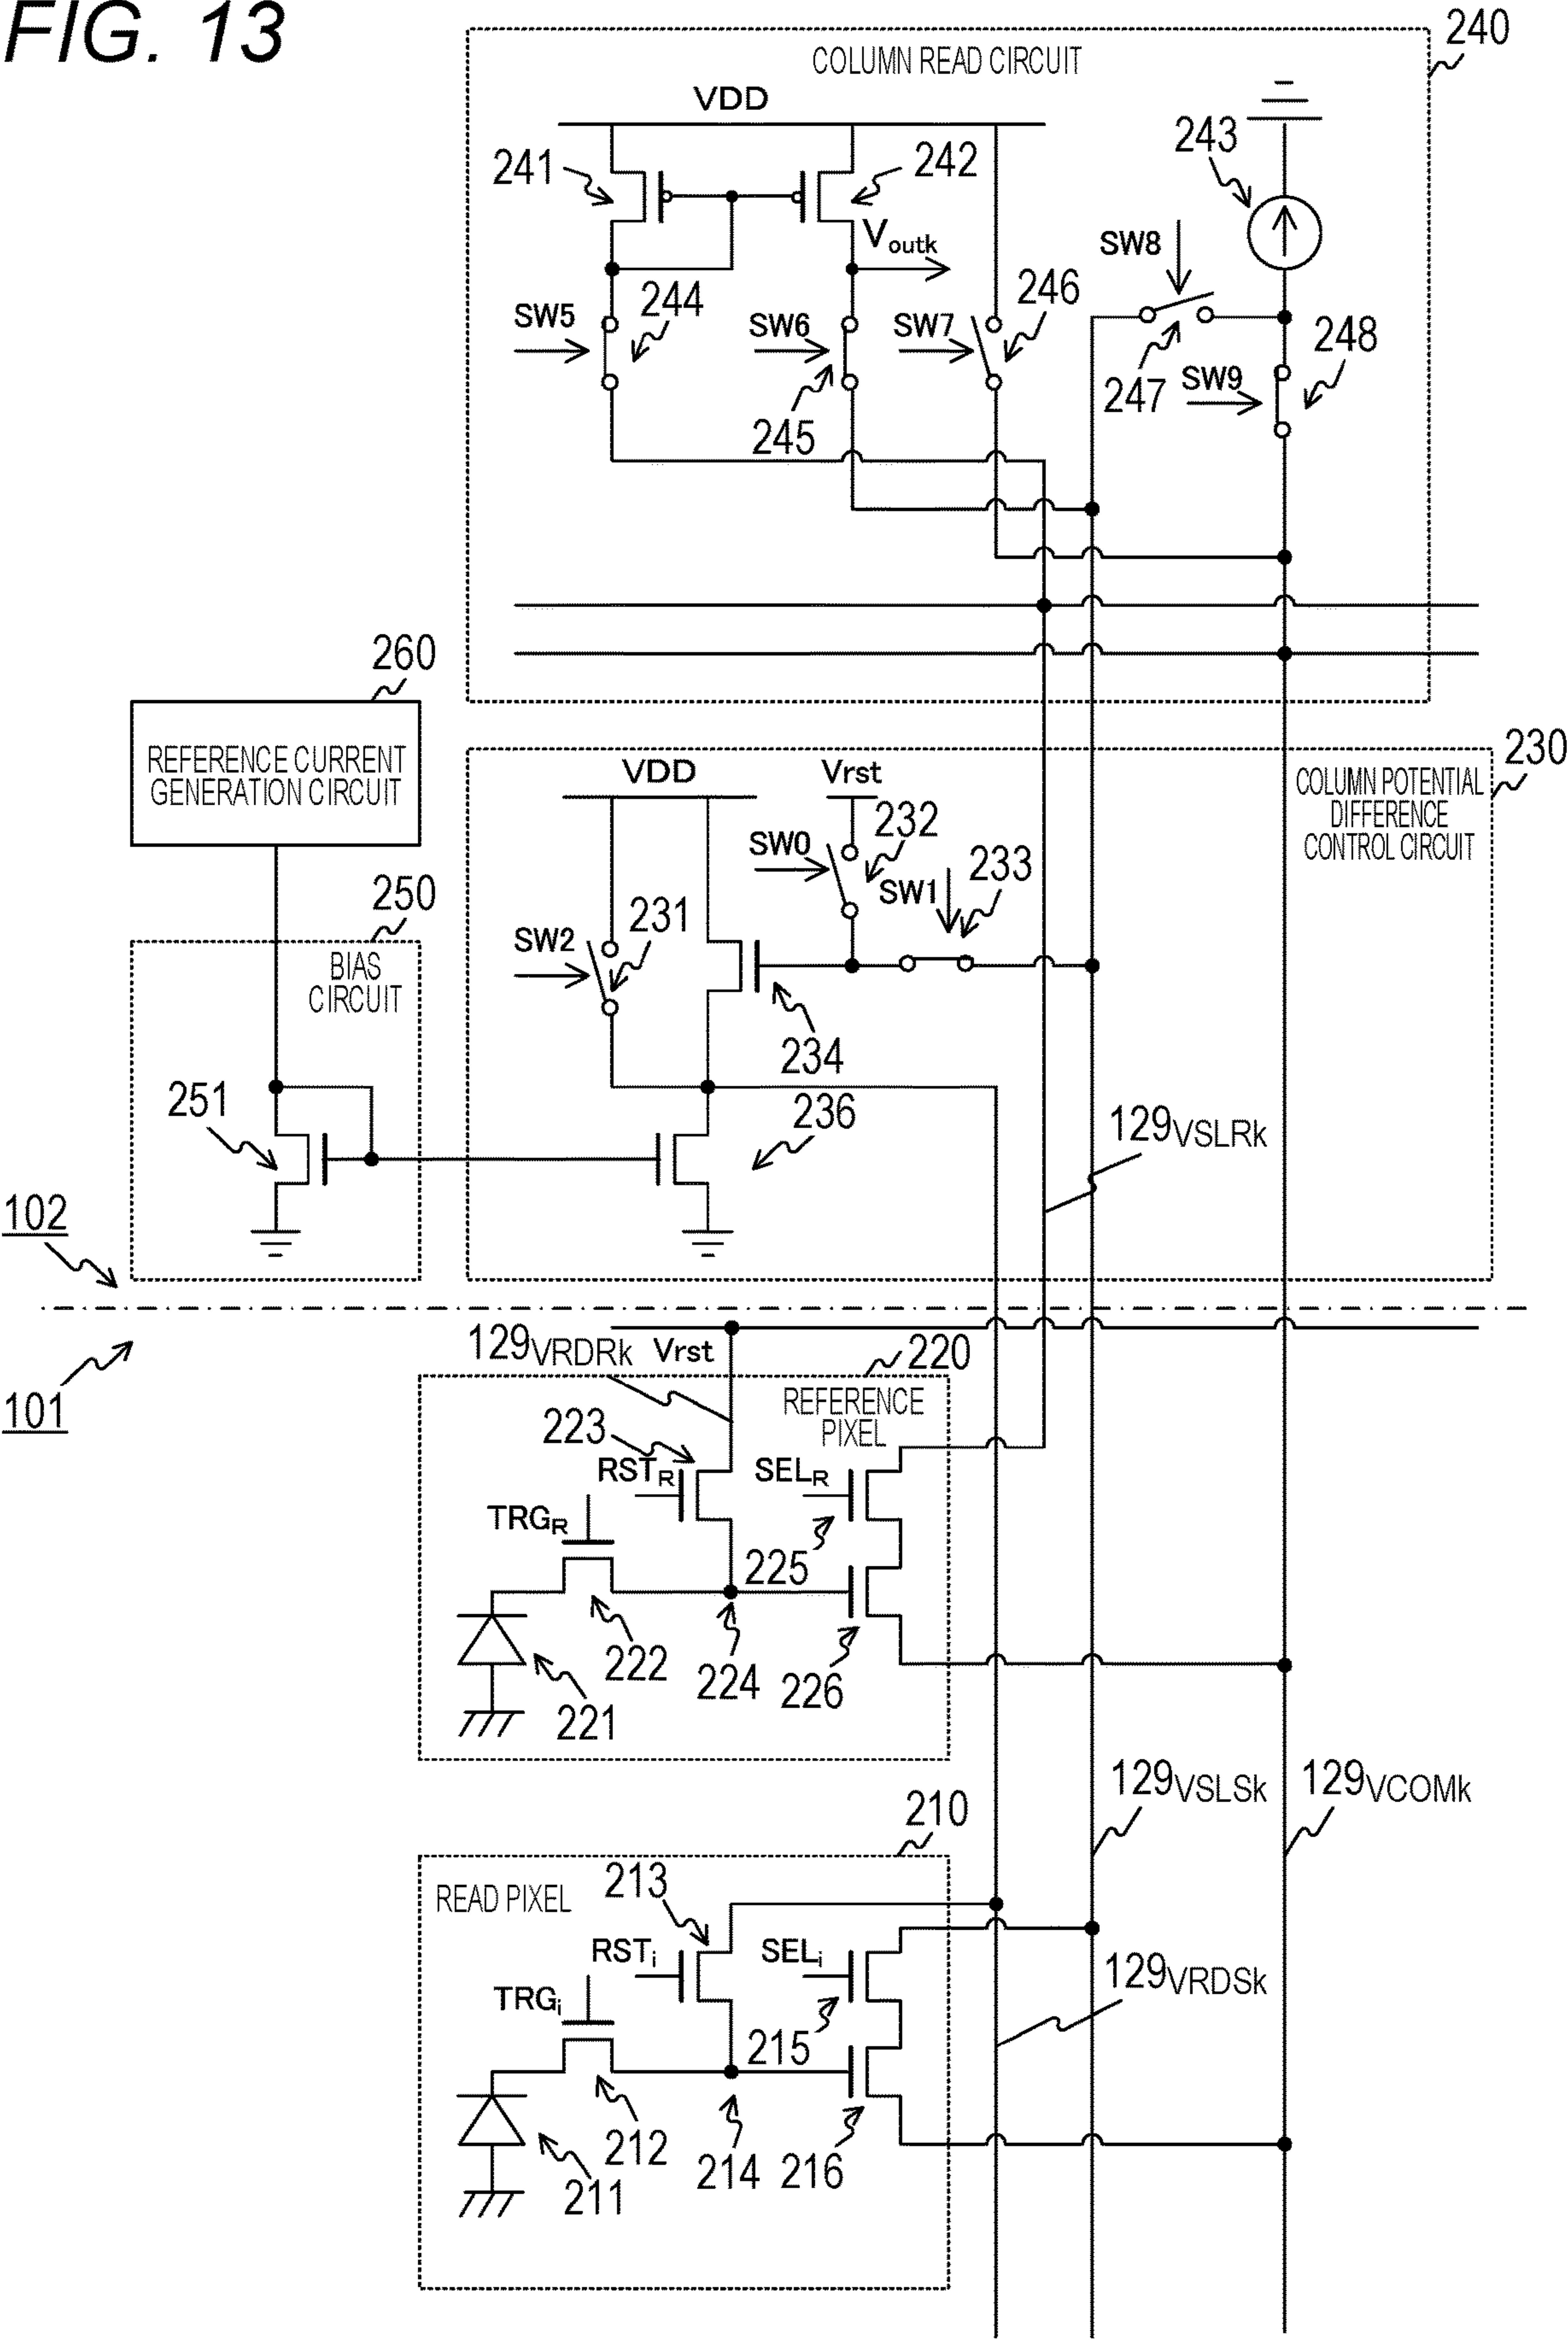 FIG. 13
240
COLUMN READ CIRCUIT
VDD
243
241
242
Voutk
SW8
SW5
244
SW6
SW7
246
247
SW9
248
245
260
REFERENCE CURRENT
GENERATION CIRCUIT
230
COLUMN POTENTIAL
DIFFERENCE
CONTROL CIRCUIT
VDD
Vrst
232
SW0
233
SW1
250
BIAS
CIRCUIT
SW2
231
234
251
236
129VSLRk
102
101
129VRDRk
Vrst
220
REFERENCE
PIXEL
223
RSTR
SELR
TRGR
225
222
224
226
221
129VSLSk
129VCOMk
210
READ PIXEL
213
RSTi
SELi
129VRDSk
TRGi
215
212
214
216
211